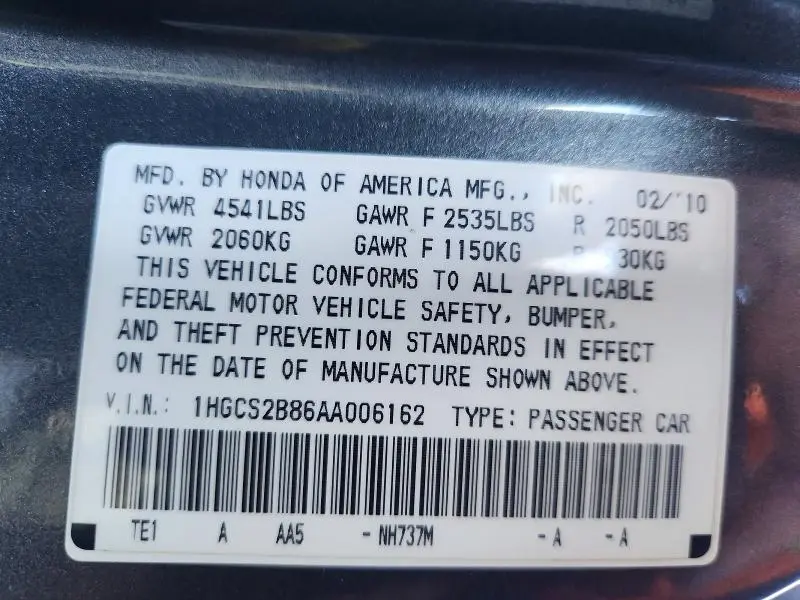 MFD. BY HONDA OF AMERICA MFG., INC. 02/'10
GVWR 4541LBS GAWR F 2535LBS R 2050LBS
GVWR 2060KG GAWR F 1150KG 30KG
THIS VEHICLE CONFORMS TO ALL APPLICABLE
FEDERAL MOTOR VEHICLE SAFETY, BUMPER,
AND THEFT PREVENTION STANDARDS IN EFFECT
ON THE DATE OF MANUFACTURE SHOWN ABOVE.
V.I.N.: 1HGCS2B86AA006162 TYPE: PASSENGER CAR
TE1 A AA5 - NH737M - A - A